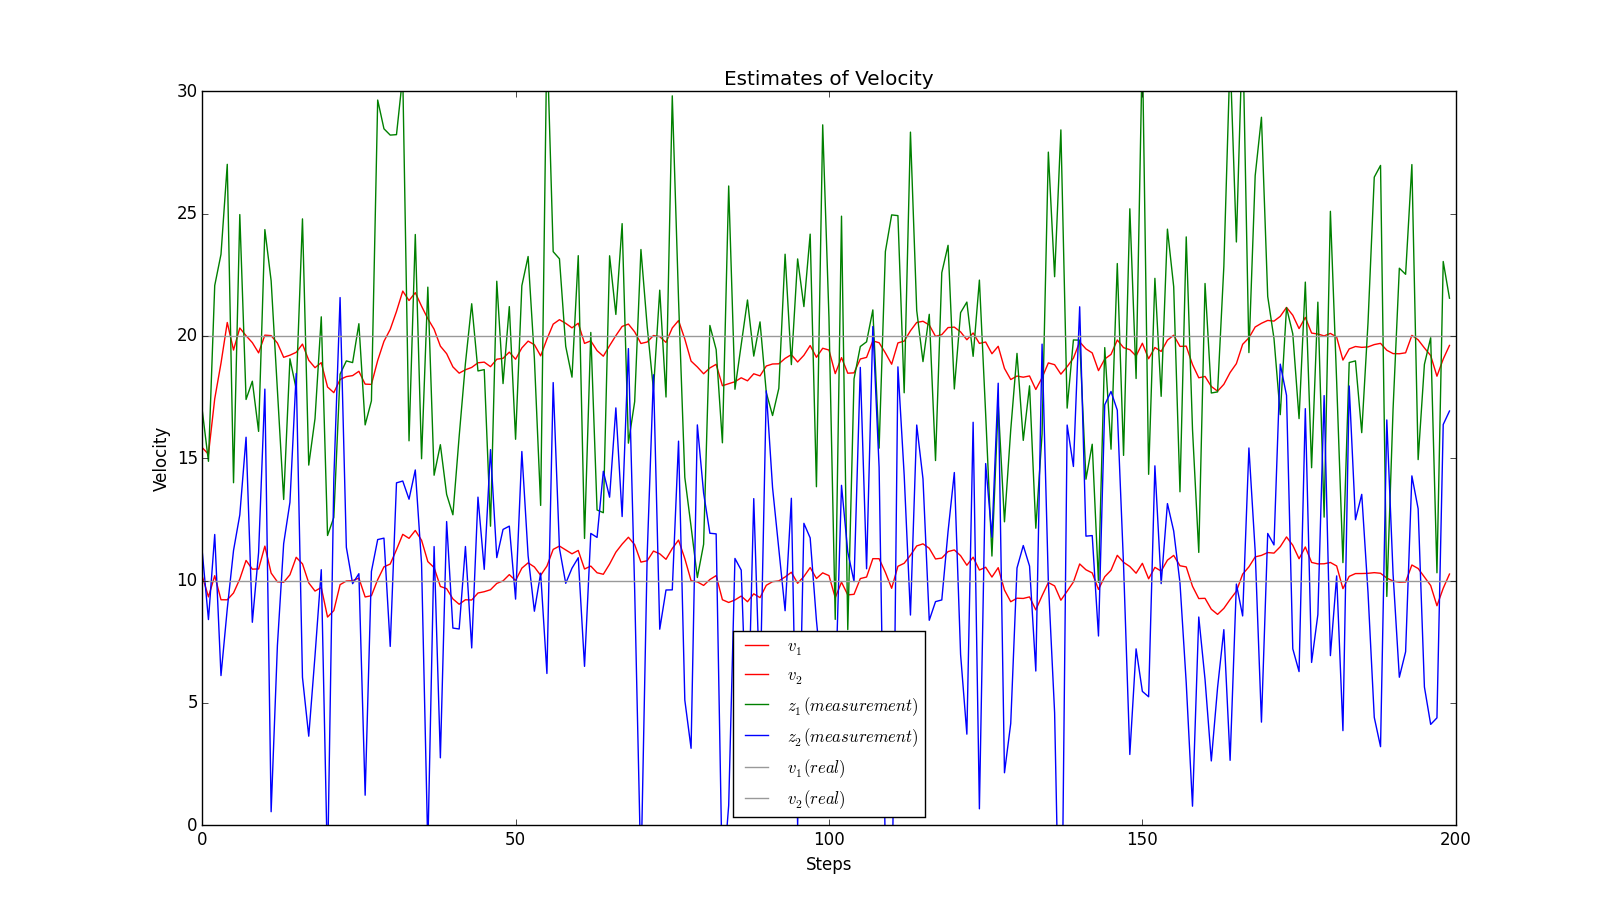 Estimates of Velocity
30
25
20
15
10
5
0
Velocity
v₁
v₂
z₁(measurement)
z₂(measurement)
v₁(real)
v₂(real)
0 50 100 150 200
Steps